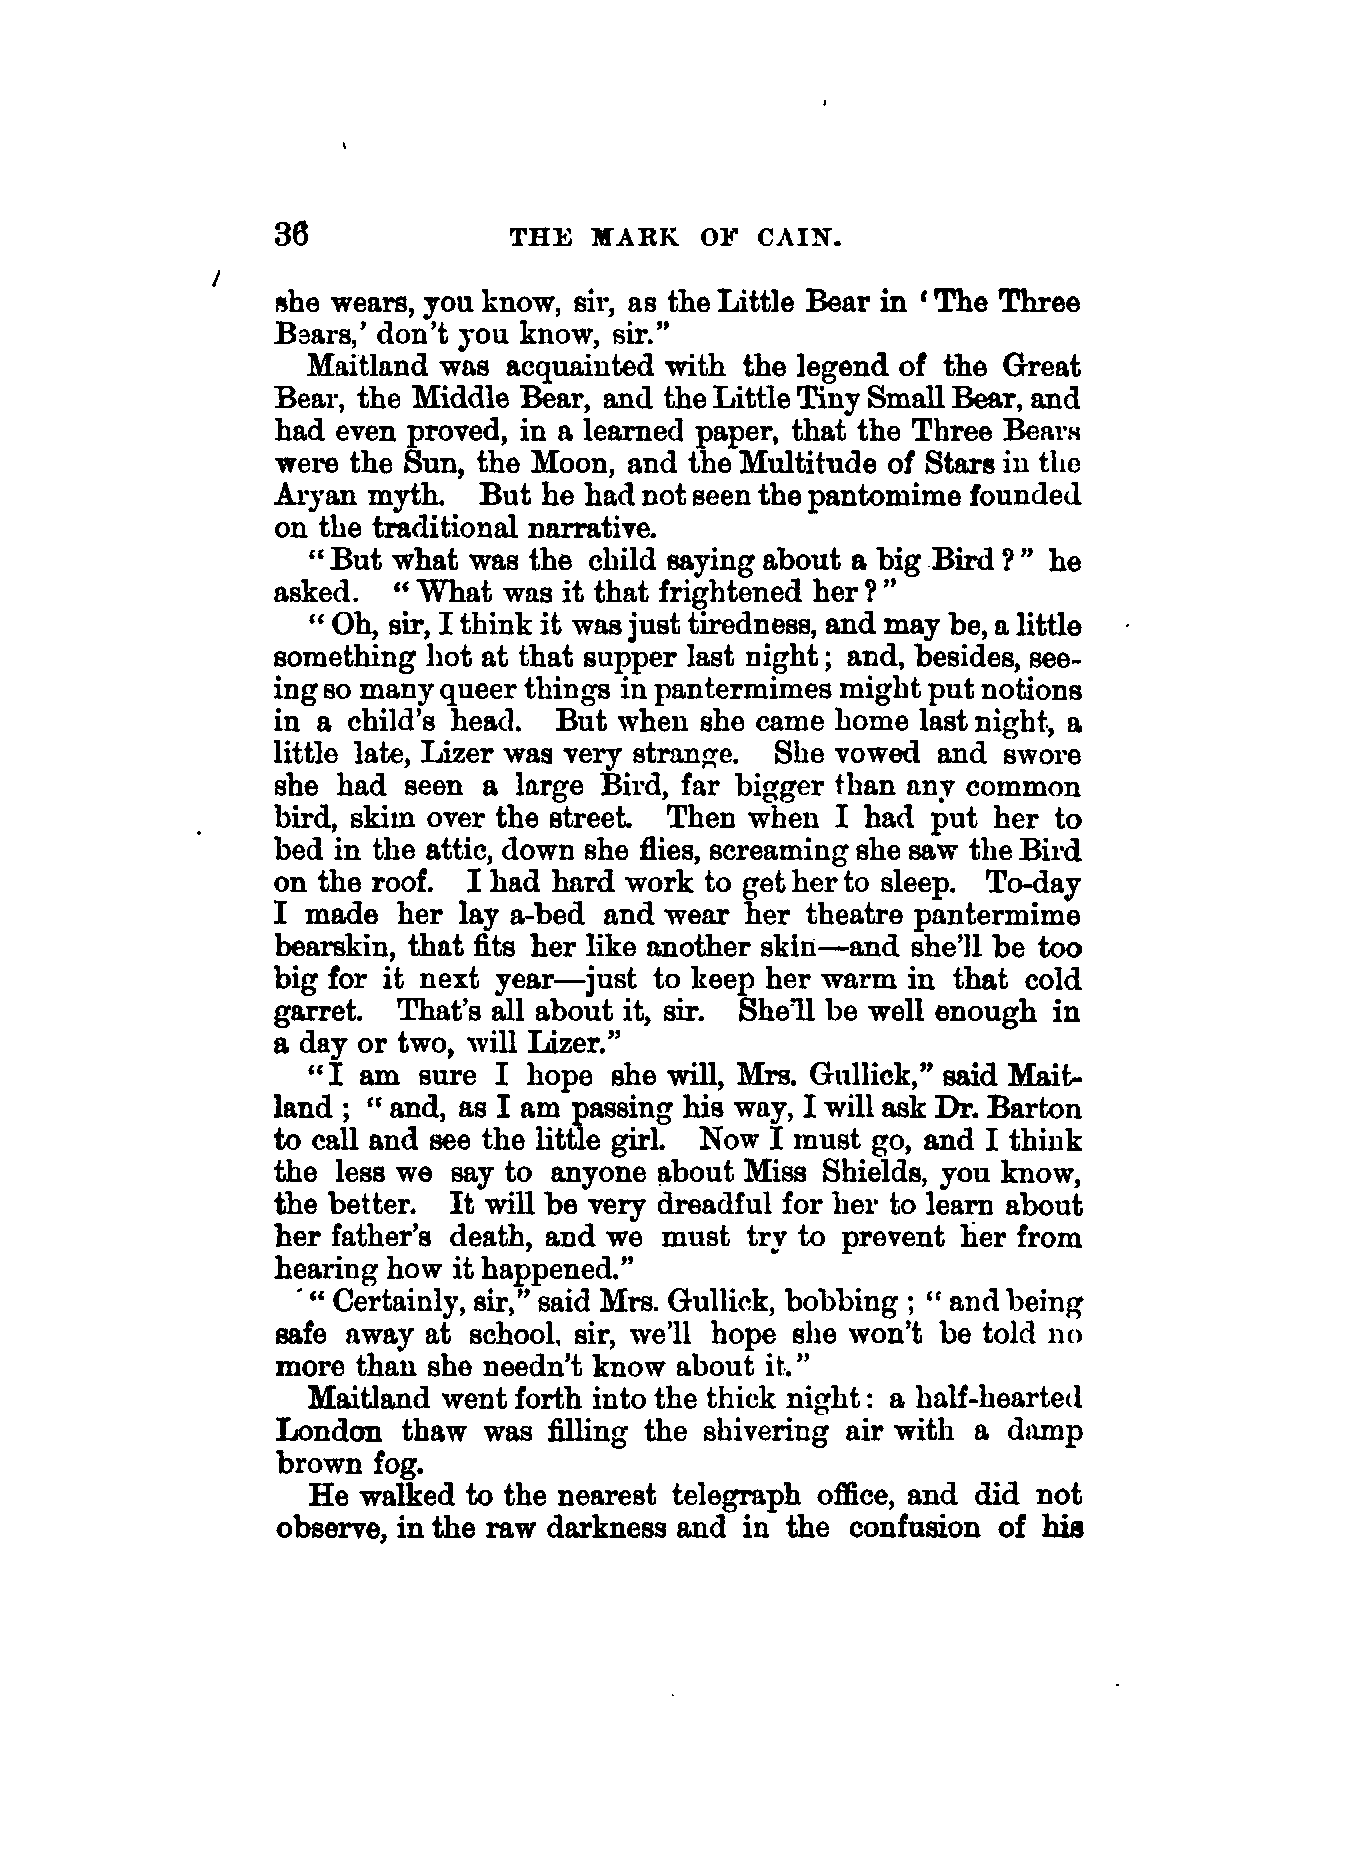 36 THE MARK OF CAIN.
she wears, you know, sir, as the Little Bear in ‘The Three
Bears,’ don’t you know, sir.”
Maitland was acquainted with the legend of the Great
Bear, the Middle Bear, and the Little Tiny Small Bear, and
had even proved, in a learned paper, that the Three Bears
were the Sun, the Moon, and the Multitude of Stars in the
Aryan myth. But he had not seen the pantomime founded
on the traditional narrative.
“But what was the child saying about a big Bird?” he
asked. “What was it that frightened her?”
“Oh, sir, I think it was just tiredness, and may be, a little
something hot at that supper last night; and, besides, see-
ing so many queer things in pantermimes might put notions
in a child’s head. But when she came home last night, a
little late, Lizer was very strange. She vowed and swore
she had seen a large Bird, far bigger than any common
bird, skim over the street. Then when I had put her to
bed in the attic, down she flies, screaming she saw the Bird
on the roof. I had hard work to get her to sleep. To-day
I made her lay a-bed and wear her theatre pantermime
bearskin, that fits her like another skin—and she’ll be too
big for it next year—just to keep her warm in that cold
garret. That’s all about it, sir. She’ll be well enough in
a day or two, will Lizer.”
“I am sure I hope she will, Mrs. Gullick,” said Mait-
land; “and, as I am passing his way, I will ask Dr. Barton
to call and see the little girl. Now I must go, and I think
the less we say to anyone about Miss Shields, you know,
the better. It will be very dreadful for her to learn about
her father’s death, and we must try to prevent her from
hearing how it happened.”
“Certainly, sir,” said Mrs. Gullick, bobbing; “and being
safe away at school, sir, we’ll hope she won’t be told no
more than she needn’t know about it.”
Maitland went forth into the thick night: a half-hearted
London thaw was filling the shivering air with a damp
brown fog.
He walked to the nearest telegraph office, and did not
observe, in the raw darkness and in the confusion of his